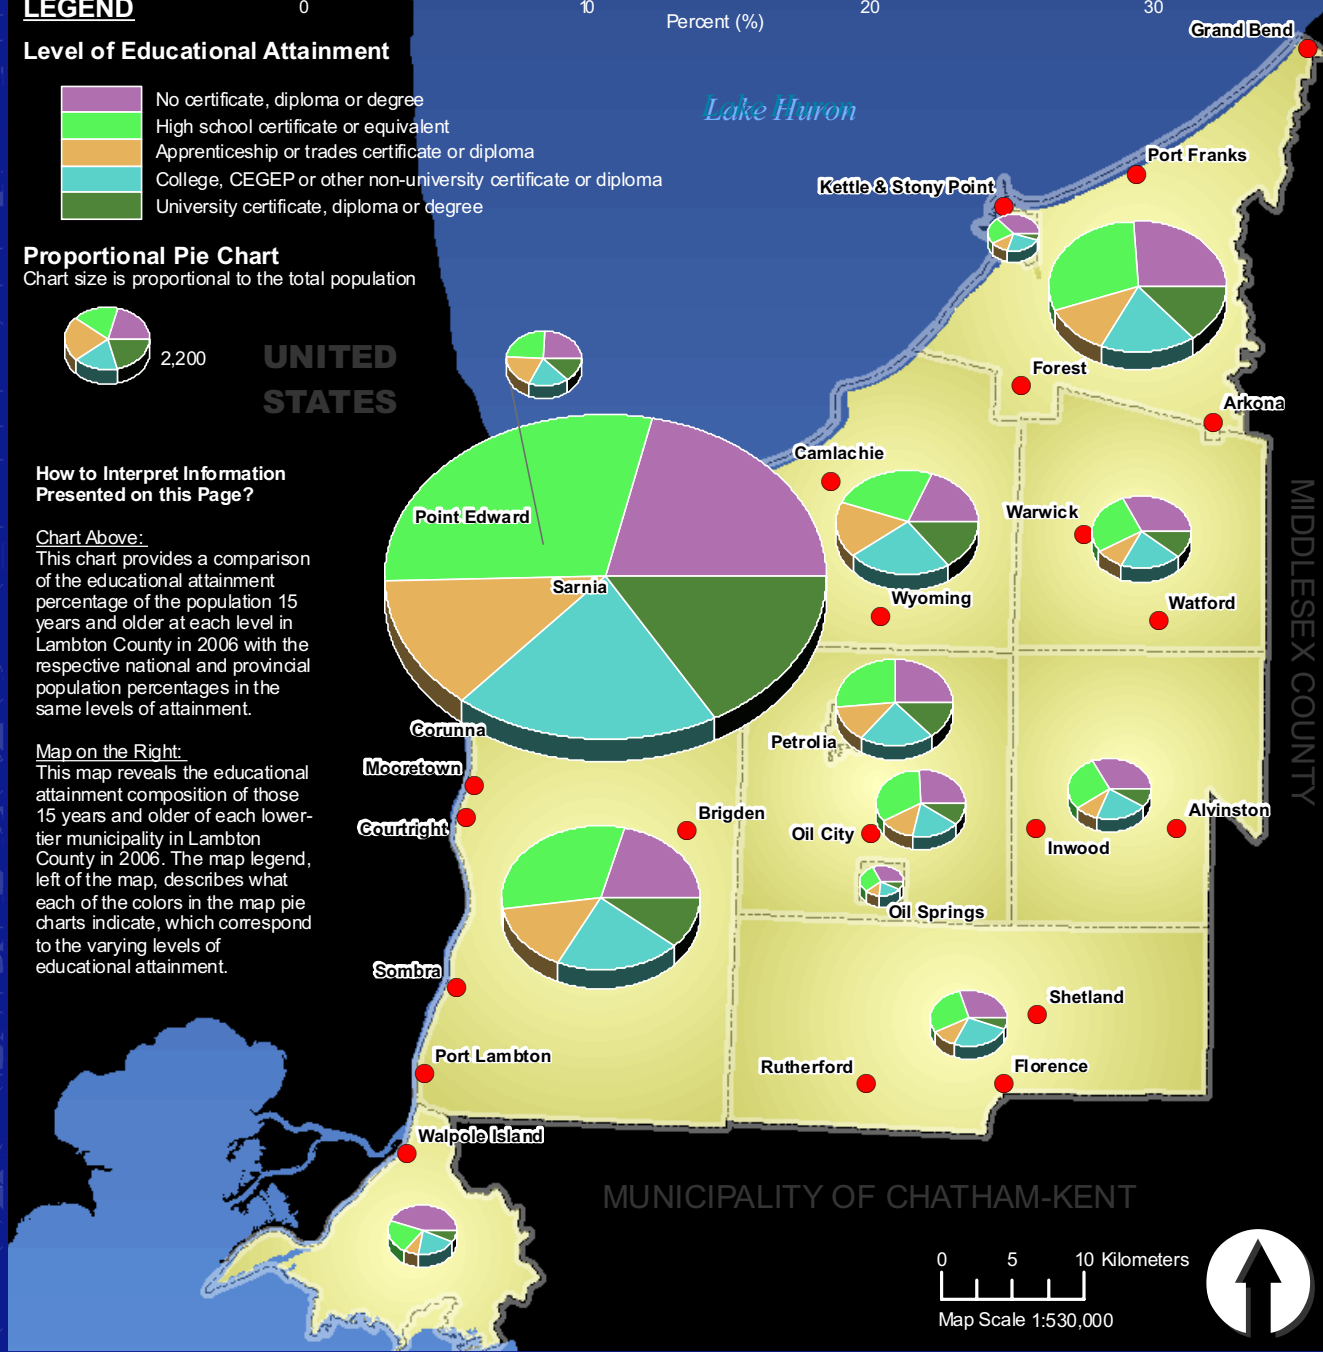 LEGEND
0 10 20 30
Percent (%)
Level of Educational Attainment
No certificate, diploma or degree
High school certificate or equivalent
Apprenticeship or trades certificate or diploma
College, CEGEP or other non-university certificate or diploma
University certificate, diploma or degree
Proportional Pie Chart
Chart size is proportional to the total population
2,200
UNITED
STATES
How to Interpret Information
Presented on this Page?
Chart Above:
This chart provides a comparison
of the educational attainment
percentage of the population 15
years and older at each level in
Lambton County in 2006 with the
respective national and provincial
population percentages in the
same levels of attainment.
Map on the Right:
This map reveals the educational
attainment composition of those
15 years and older of each lower-
tier municipality in Lambton
County in 2006. The map legend,
left of the map, describes what
each of the colors in the map pie
charts indicate, which correspond
to the varying levels of
educational attainment.
Lake Huron
Grand Bend
Port Franks
Kettle & Stony Point
Forest
Arkona
Camlachie
Warwick
Point Edward
Sarnia
Wyoming
Watford
MIDDLESEX COUNTY
Corunna
Petrolia
Mooretown
Courtright
Brigden
Oil City
Alvinston
Inwood
Oil Springs
Sombra
Shetland
Port Lambton
Rutherford
Florence
Walpole Island
MUNICIPALITY OF CHATHAM-KENT
0 5 10 Kilometers
Map Scale 1:530,000